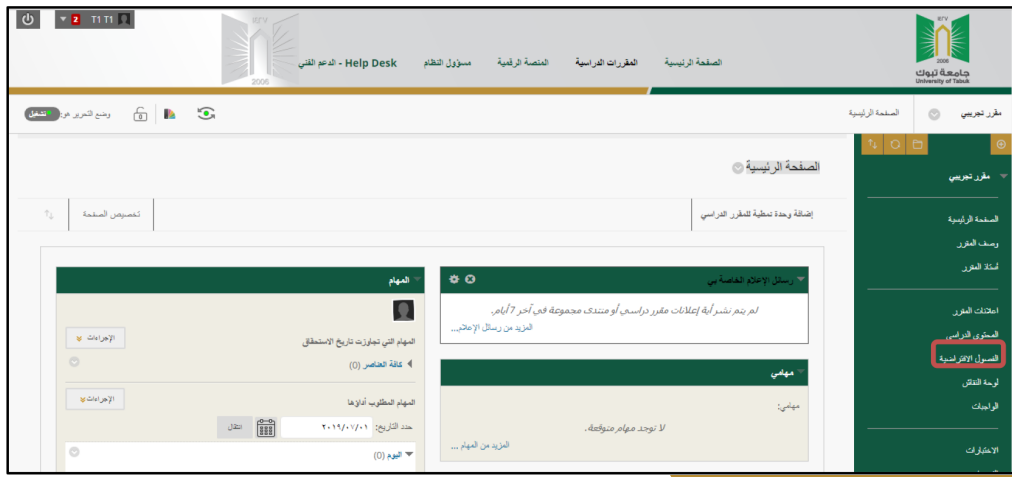 T1 T1 2
2006
الصفحة الرئيسية المقررات الدراسية المنصة الرقمية مسؤول النظام Help Desk - الدعم الفني
2006
جامعة تبوك
University of Tabuk
مقرر تجريبي الصفحة الرئيسية
وضع التحرير هو: تشغيل
مقرر تجريبي
الصفحة الرئيسية
وصف المقرر
أستاذ المقرر
اعلانات المقرر
المحتوى الدراسي
الفصول الافتراضية
لوحة النقاش
الواجبات
الاختبارات
الصفحة الرئيسية
إضافة وحدة نمطية للمقرر الدراسي
تخصيص الصفحة
رسائل الإعلام الخاصة بي
لم يتم نشر أية إعلانات مقرر دراسي أو منتدى مجموعة في آخر 7 أيام.
المزيد من رسائل الإعلام...
مهامي
مهامي:
لا توجد مهام متوقعة.
المزيد من المهام ...
المهام
المهام التي تجاوزت تاريخ الاستحقاق
الإجراءات
كافة العناصر (0)
المهام المطلوب أداؤها
الإجراءات
حدد التاريخ: ٢٠١٩/٠٧/٠١ انتقال
اليوم (0)